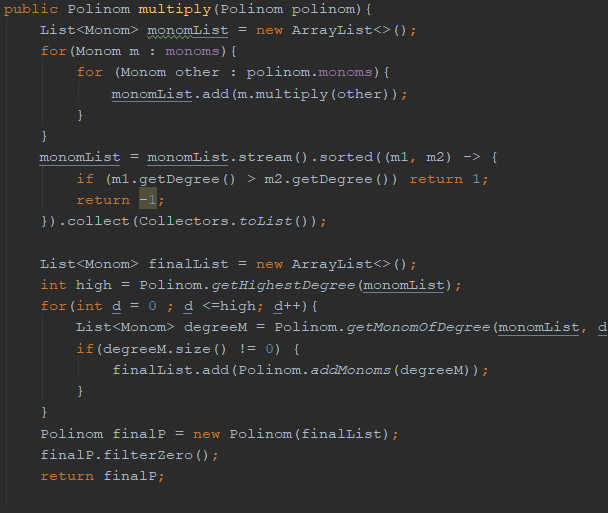 public Polinom multiply(Polinom polinom){
    List<Monom> monomList = new ArrayList<>();
    for(Monom m : monoms){
        for (Monom other : polinom.monoms){
            monomList.add(m.multiply(other));
        }
    }
    monomList = monomList.stream().sorted((m1, m2) -> {
        if (m1.getDegree() > m2.getDegree()) return 1;
        return -1;
    }).collect(Collectors.toList());

    List<Monom> finalList = new ArrayList<>();
    int high = Polinom.getHighestDegree(monomList);
    for(int d = 0 ; d <=high; d++){
        List<Monom> degreeM = Polinom.getMonomOfDegree(monomList, d
        if(degreeM.size() != 0) {
            finalList.add(Polinom.addMonoms(degreeM));
        }
    }
    Polinom finalP = new Polinom(finalList);
    finalP.filterZero();
    return finalP;